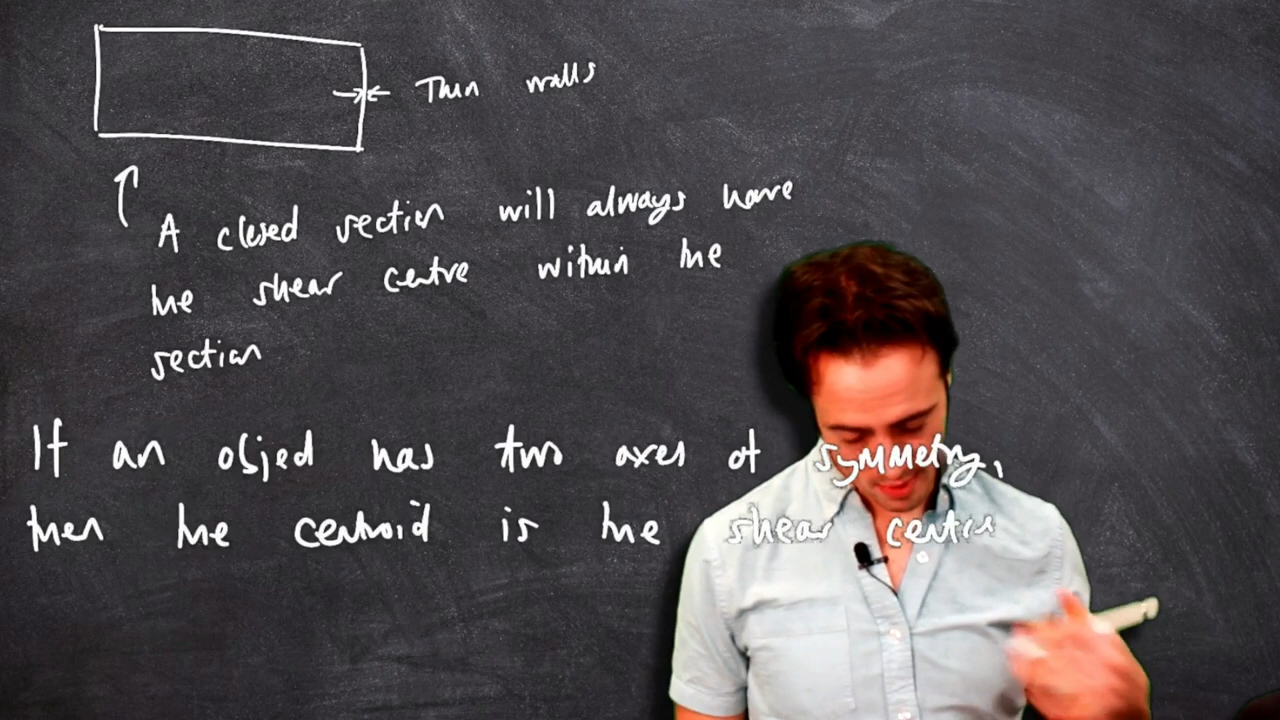 Thin walls
A closed section will always have
the shear centre within the
section
If an object has two axes of symmetry,
then the centroid is the shear centre